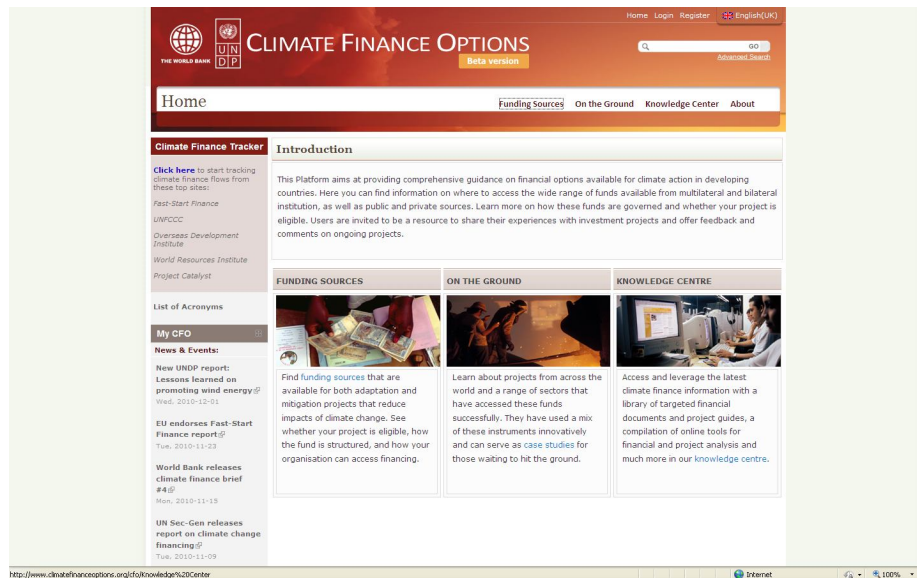 Home Login Register English(UK)
THE WORLD BANK
UN
DP
CLIMATE FINANCE OPTIONS
Beta version
GO
Advanced Search
Home
Funding Sources On the Ground Knowledge Center About
Climate Finance Tracker
Click here to start tracking
climate finance flows from
these top sites:
Fast-Start Finance
UNFCCC
Overseas Development
Institute
World Resources Institute
Project Catalyst
List of Acronyms
My CFO
News & Events:
New UNDP report:
Lessons learned on
promoting wind energy
Wed, 2010-12-01
EU endorses Fast-Start
Finance report
Tue, 2010-11-23
World Bank releases
climate finance brief
#4
Mon, 2010-11-15
UN Sec-Gen releases
report on climate change
financing
Tue, 2010-11-09
Introduction
This Platform aims at providing comprehensive guidance on financial options available for climate action in developing
countries. Here you can find information on where to access the wide range of funds available from multilateral and bilateral
institution, as well as public and private sources. Learn more on how these funds are governed and whether your project is
eligible. Users are invited to be a resource to share their experiences with investment projects and offer feedback and
comments on ongoing projects.
FUNDING SOURCES
Find funding sources that are
available for both adaptation and
mitigation projects that reduce
impacts of climate change. See
whether your project is eligible, how
the fund is structured, and how your
organisation can access financing.
ON THE GROUND
Learn about projects from across the
world and a range of sectors that
have accessed these funds
successfully. They have used a mix
of these instruments innovatively
and can serve as case studies for
those waiting to hit the ground.
KNOWLEDGE CENTRE
Access and leverage the latest
climate finance information with a
library of targeted financial
documents and project guides, a
compilation of online tools for
financial and project analysis and
much more in our knowledge centre.
http://www.climatefinanceoptions.org/cfo/Knowledge%20Center
Internet
100%